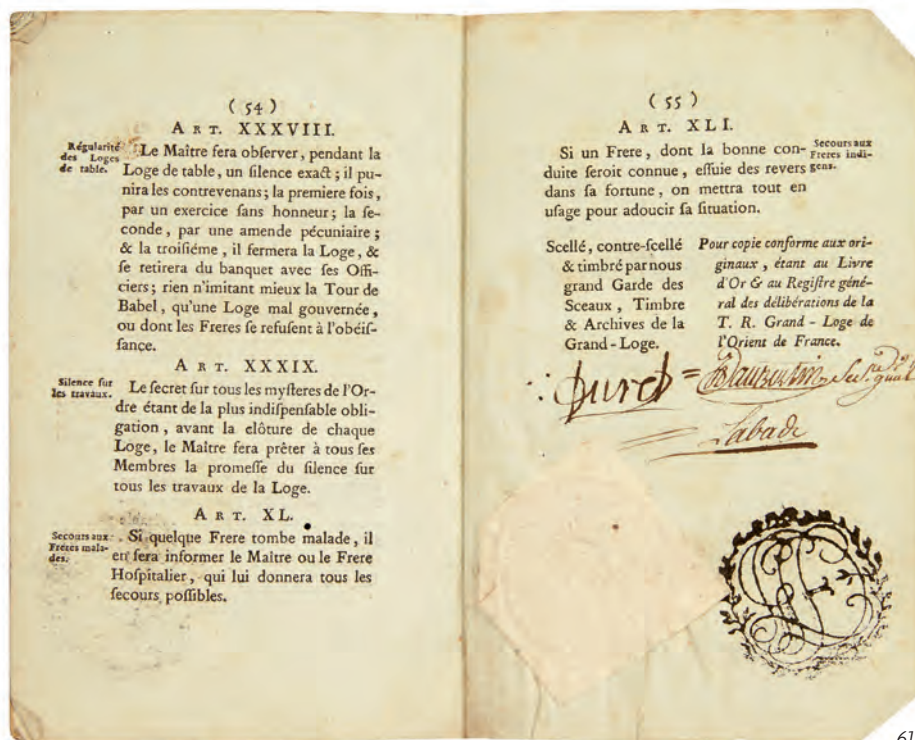 ( 54 )
ART. XXXVIII.
Régularité
des Loges
de table.
Le Maître fera obſerver, pendant la
Loge de table, un ſilence exact ; il pu-
nira les contrevenans ; la premiere fois,
par un exercice ſans honneur ; la ſe-
conde, par une amende pécuniaire ;
& la troiſiéme, il fermera la Loge, &
ſe retirera du banquet avec ſes Offi-
ciers ; rien n'imitant mieux la Tour de
Babel, qu'une Loge mal gouvernée,
ou dont les Freres ſe refuſent à l'obéiſ-
ſance.
ART. XXXIX.
Silence ſur
les travaux.
Le ſecret ſur tous les myſteres de l'Or-
dre étant de la plus indiſpenſable obli-
gation, avant la clôture de chaque
Loge, le Maître fera prêter à tous ſes
Membres la promeſſe du ſilence ſur
tous les travaux de la Loge.
ART. XL.
Secours aux
Freres mala-
des.
Si quelque Frere tombe malade, il
en ſera informer le Maître ou le Frere
Hoſpitalier, qui lui donnera tous les
ſecours poſſibles.
( 55 )
ART. XLI.
Secours aux
Freres indi-
gens.
Si un Frere, dont la bonne con-
duite ſeroit connue, eſſuie des revers
dans ſa fortune, on mettra tout en
uſage pour adoucir ſa ſituation.
Scellé, contre-ſcellé
& timbré par nous
grand Garde des
Sceaux, Timbre
& Archives de la
Grand-Loge.
Pour copie conforme aux ori-
ginaux, étant au Livre
d'Or & au Regiſtre géné-
ral des délibérations de la
T. R. Grand-Loge de
l'Orient de France.
61